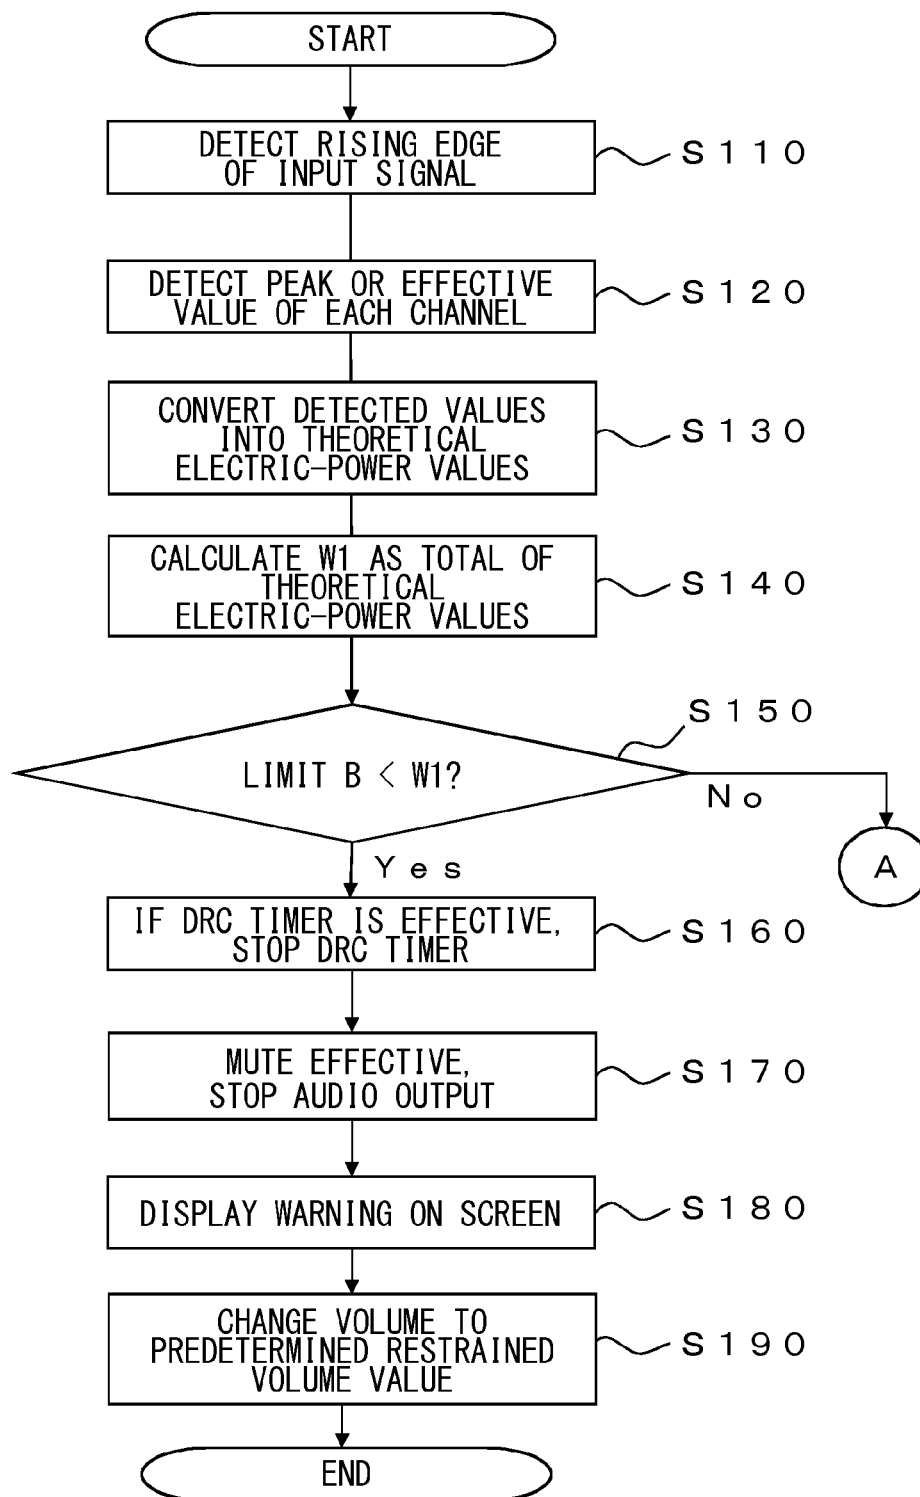 START
DETECT RISING EDGE
OF INPUT SIGNAL
S110
DETECT PEAK OR EFFECTIVE
VALUE OF EACH CHANNEL
S120
CONVERT DETECTED VALUES
INTO THEORETICAL
ELECTRIC-POWER VALUES
S130
CALCULATE W1 AS TOTAL OF
THEORETICAL
ELECTRIC-POWER VALUES
S140
S150
LIMIT B < W1?
No
A
Yes
IF DRC TIMER IS EFFECTIVE,
STOP DRC TIMER
S160
MUTE EFFECTIVE,
STOP AUDIO OUTPUT
S170
DISPLAY WARNING ON SCREEN
S180
CHANGE VOLUME TO
PREDETERMINED RESTRAINED
VOLUME VALUE
S190
END